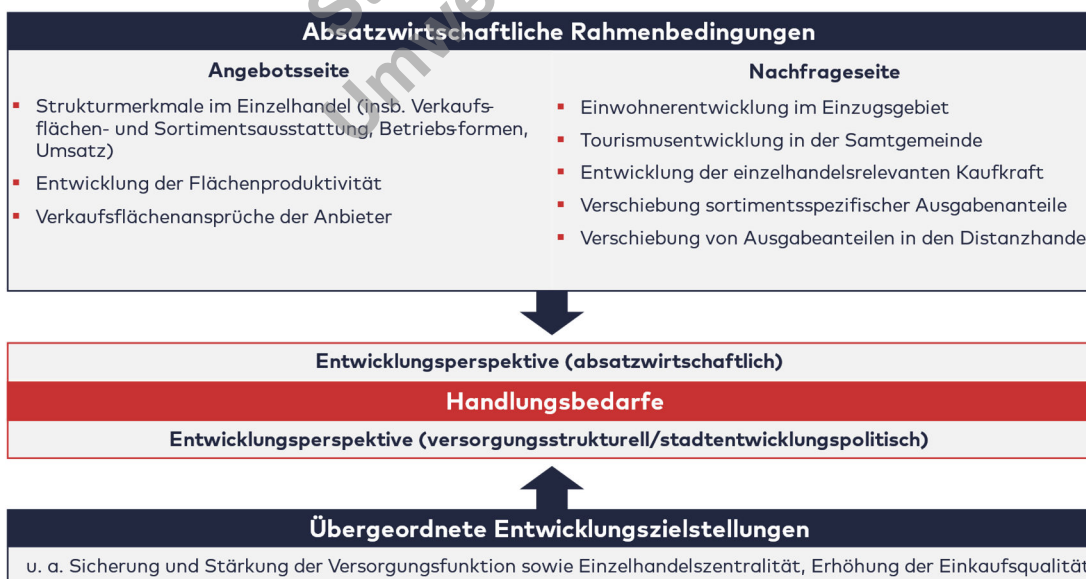 Absatzwirtschaftliche Rahmenbedingungen
Angebotsseite
▪ Strukturmerkmale im Einzelhandel (insb. Verkaufs-
flächen- und Sortimentsausstattung, Betriebsformen,
Umsatz)
▪ Entwicklung der Flächenproduktivität
▪ Verkaufsflächenansprüche der Anbieter
Nachfrageseite
▪ Einwohnerentwicklung im Einzugsgebiet
▪ Tourismusentwicklung in der Samtgemeinde
▪ Entwicklung der einzelhandelsrelevanten Kaufkraft
▪ Verschiebung sortimentsspezifischer Ausgabenanteile
▪ Verschiebung von Ausgabeanteilen in den Distanzhande
Entwicklungsperspektive (absatzwirtschaftlich)
Handlungsbedarfe
Entwicklungsperspektive (versorgungsstrukturell/stadtentwicklungspolitisch)
Übergeordnete Entwicklungszielstellungen
u. a. Sicherung und Stärkung der Versorgungsfunktion sowie Einzelhandelszentralität, Erhöhung der Einkaufsqualität